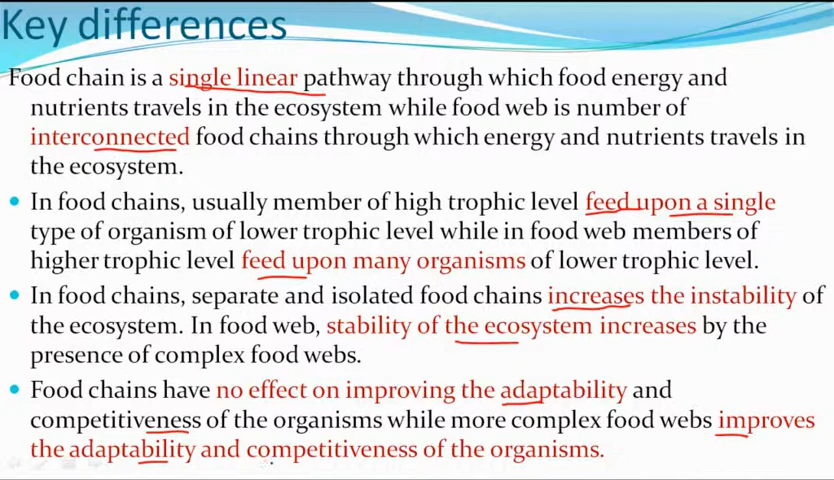 Key differences
Food chain is a single linear pathway through which food energy and
nutrients travels in the ecosystem while food web is number of
interconnected food chains through which energy and nutrients travels in
the ecosystem.
• In food chains, usually member of high trophic level feed upon a single
type of organism of lower trophic level while in food web members of
higher trophic level feed upon many organisms of lower trophic level.
• In food chains, separate and isolated food chains increases the instability of
the ecosystem. In food web, stability of the ecosystem increases by the
presence of complex food webs.
• Food chains have no effect on improving the adaptability and
competitiveness of the organisms while more complex food webs improves
the adaptability and competitiveness of the organisms.